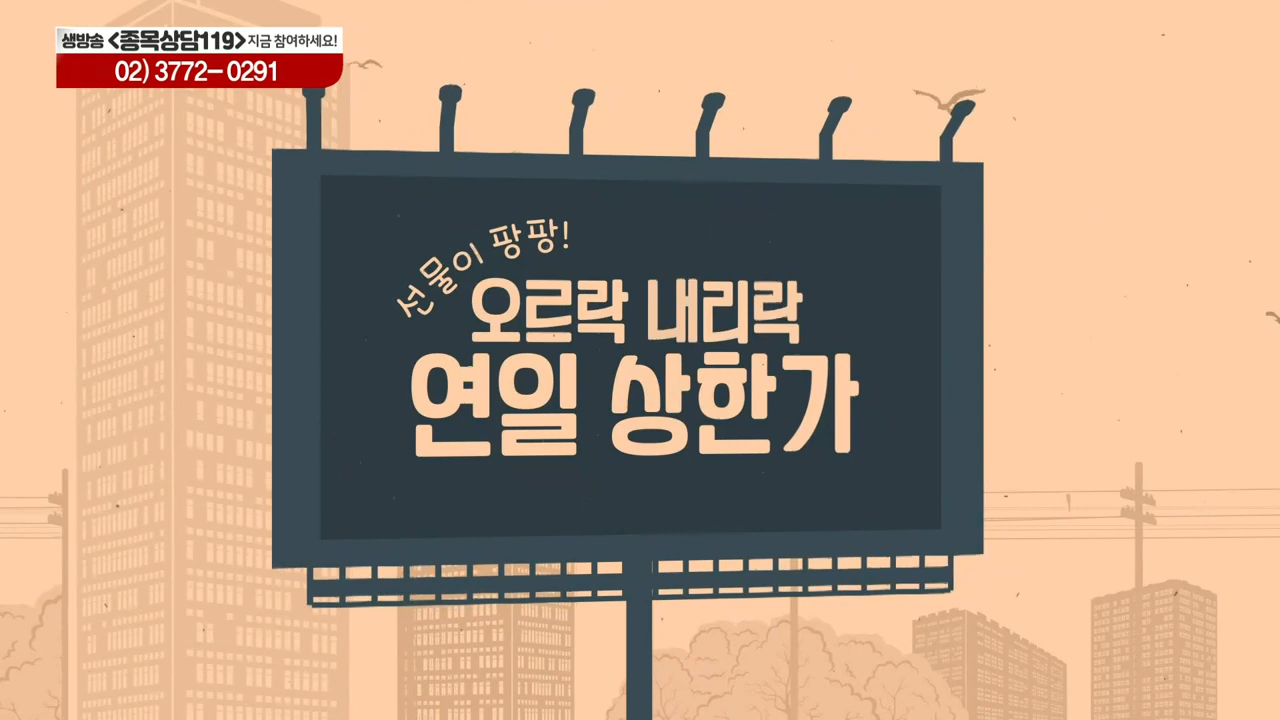 생방송 <종목상담119> 지금 참여하세요!
02) 3772-0291
선물이 팡팡!
오르락 내리락
연일 상한가